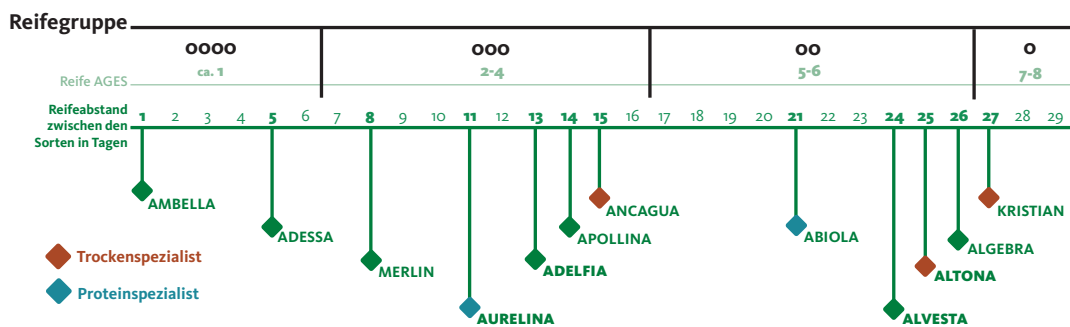 Reifegruppe
0000 000 00 0
Reife AGES ca. 1 2-4 5-6 7-8
Reifeabstand
zwischen den
Sorten in Tagen
1 2 3 4 5 6 7 8 9 10 11 12 13 14 15 16 17 18 19 20 21 22 23 24 25 26 27 28 29
AMBELLA
ADESSA
MERLIN
AURELINA
ADELFIA
APOLLINA
ANCAGUA
ABIOLA
ALVESTA
ALTONA
ALGEBRA
KRISTIAN
Trockenspezialist
Proteinspezialist